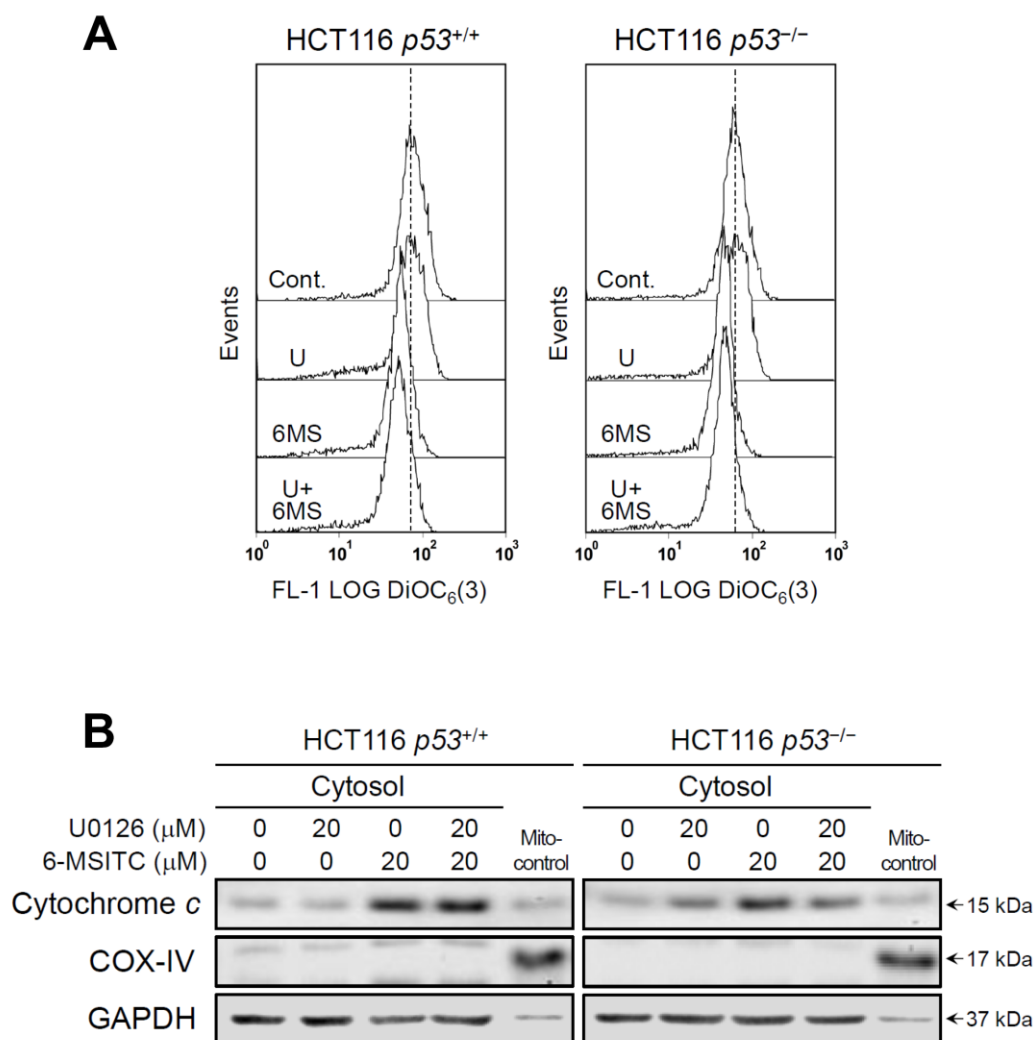 A
HCT116 p53+/+ HCT116 p53−/−
Events Events
Cont. Cont.
U U
6MS 6MS
U+ U+
6MS 6MS
10⁰ 10¹ 10² 10³ 10⁰ 10¹ 10² 10³
FL-1 LOG DiOC₆(3) FL-1 LOG DiOC₆(3)
B
HCT116 p53+/+ HCT116 p53−/−
Cytosol Cytosol
U0126 (μM) 0 20 0 20 Mito- 0 20 0 20 Mito-
6-MSITC (μM) 0 0 20 20 control 0 0 20 20 control
Cytochrome c ←15 kDa
COX-IV ←17 kDa
GAPDH ←37 kDa